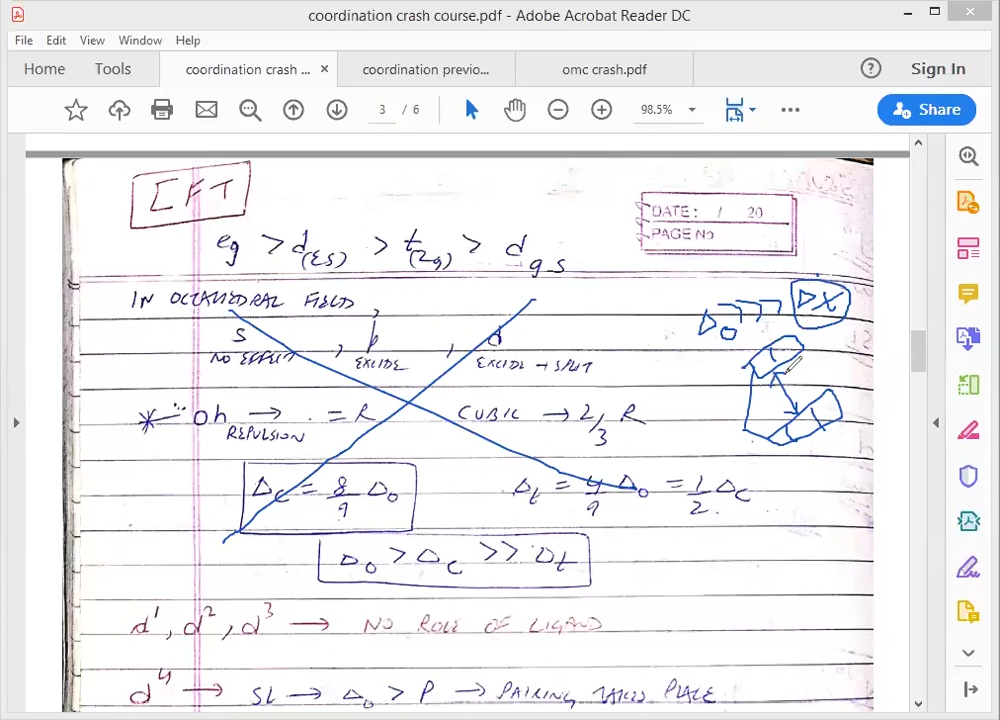 coordination crash course.pdf - Adobe Acrobat Reader DC
File Edit View Window Help
Home Tools coordination crash ... × coordination previo... omc crash.pdf Sign In
3 / 6 98.5% Share
CFT
DATE: / 20
PAGE NO
eg > d(ES) > t(2g) > dgs
IN OCTAHEDRAL FIELDS
Δo
s , p , d
NO EFFECT EXCIDE EXCIDE + SPLIT
Oh → = R CUBIC → 2/3 R
REPULSION
Δc = 8/9 Δo Δt = 4/9 Δo = 1/2 Δc
Δo > Δc >> Δt
d1, d2, d3 → NO ROLE OF LIGAND
d4 → SL → Δo > P → PAIRING TAKES PLACE